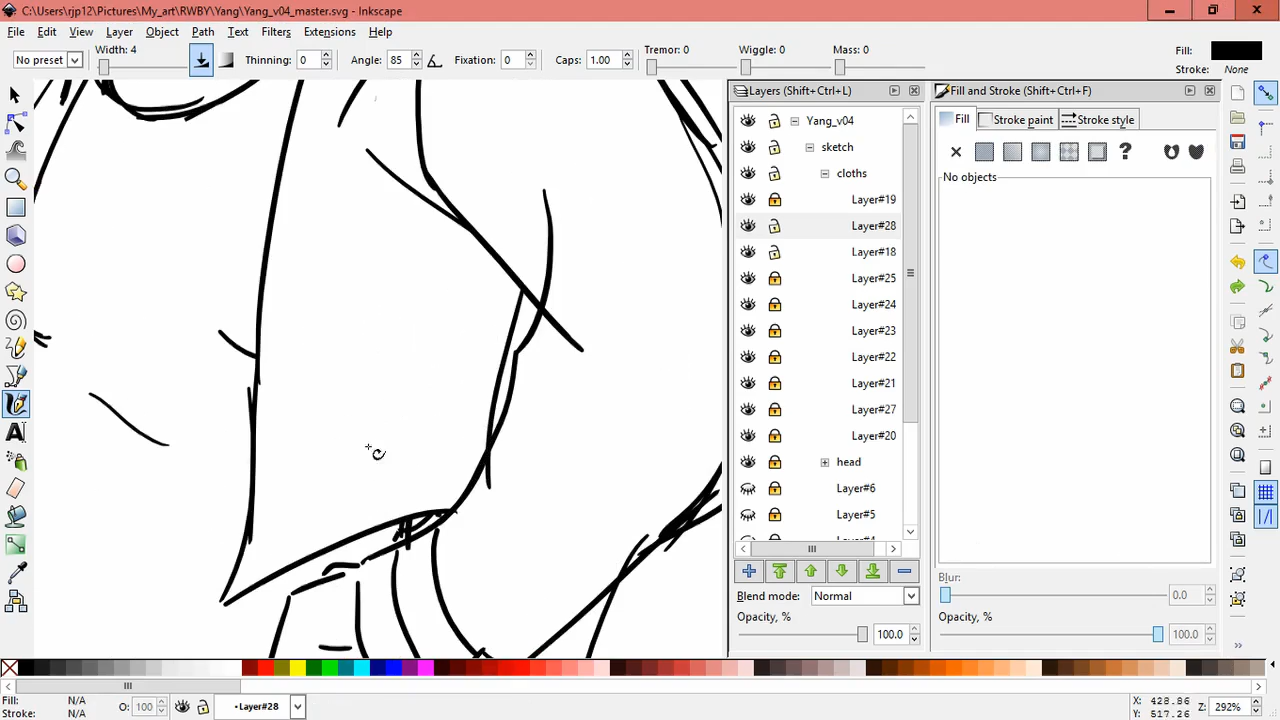 C:\Users\rjp12\Pictures\My_art\RWBY\Yang\Yang_v04_master.svg - Inkscape
File Edit View Layer Object Path Text Filters Extensions Help
No preset Width: 4 Thinning: 0 Angle: 85 Fixation: 0 Caps: 1.00 Tremor: 0 Wiggle: 0 Mass: 0 Fill:
Stroke: None
Layers (Shift+Ctrl+L)
Yang_v04
sketch
cloths
Layer#19
Layer#28
Layer#18
Layer#25
Layer#24
Layer#23
Layer#22
Layer#21
Layer#27
Layer#20
head
Layer#6
Layer#5
Blend mode: Normal
Opacity, %
100.0
Fill and Stroke (Shift+Ctrl+F)
Fill Stroke paint Stroke style
?
No objects
Blur:
0.0
Opacity, %
100.0
Fill: N/A
Stroke: N/A
O: 100
•Layer#28
X: 428.86
Y: 517.26
Z: 292%